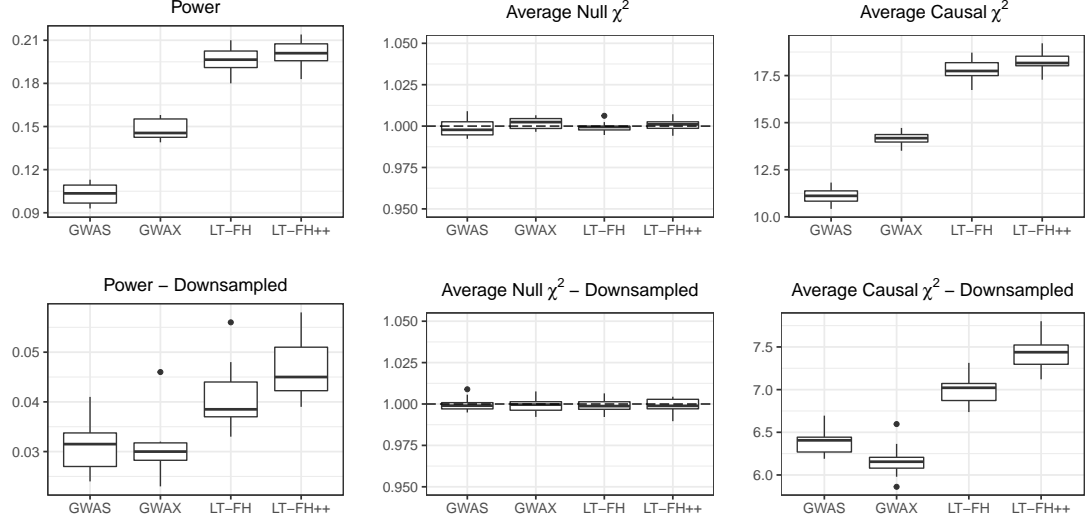 Power
0.21
0.18
0.15
0.12
0.09
GWAS GWAX LT−FH LT−FH++
Average Null χ²
1.050
1.025
1.000
0.975
0.950
GWAS GWAX LT−FH LT−FH++
Average Causal χ²
17.5
15.0
12.5
10.0
GWAS GWAX LT−FH LT−FH++
Power − Downsampled
0.05
0.04
0.03
GWAS GWAX LT−FH LT−FH++
Average Null χ² − Downsampled
1.050
1.025
1.000
0.975
0.950
GWAS GWAX LT−FH LT−FH++
Average Causal χ² − Downsampled
7.5
7.0
6.5
6.0
GWAS GWAX LT−FH LT−FH++